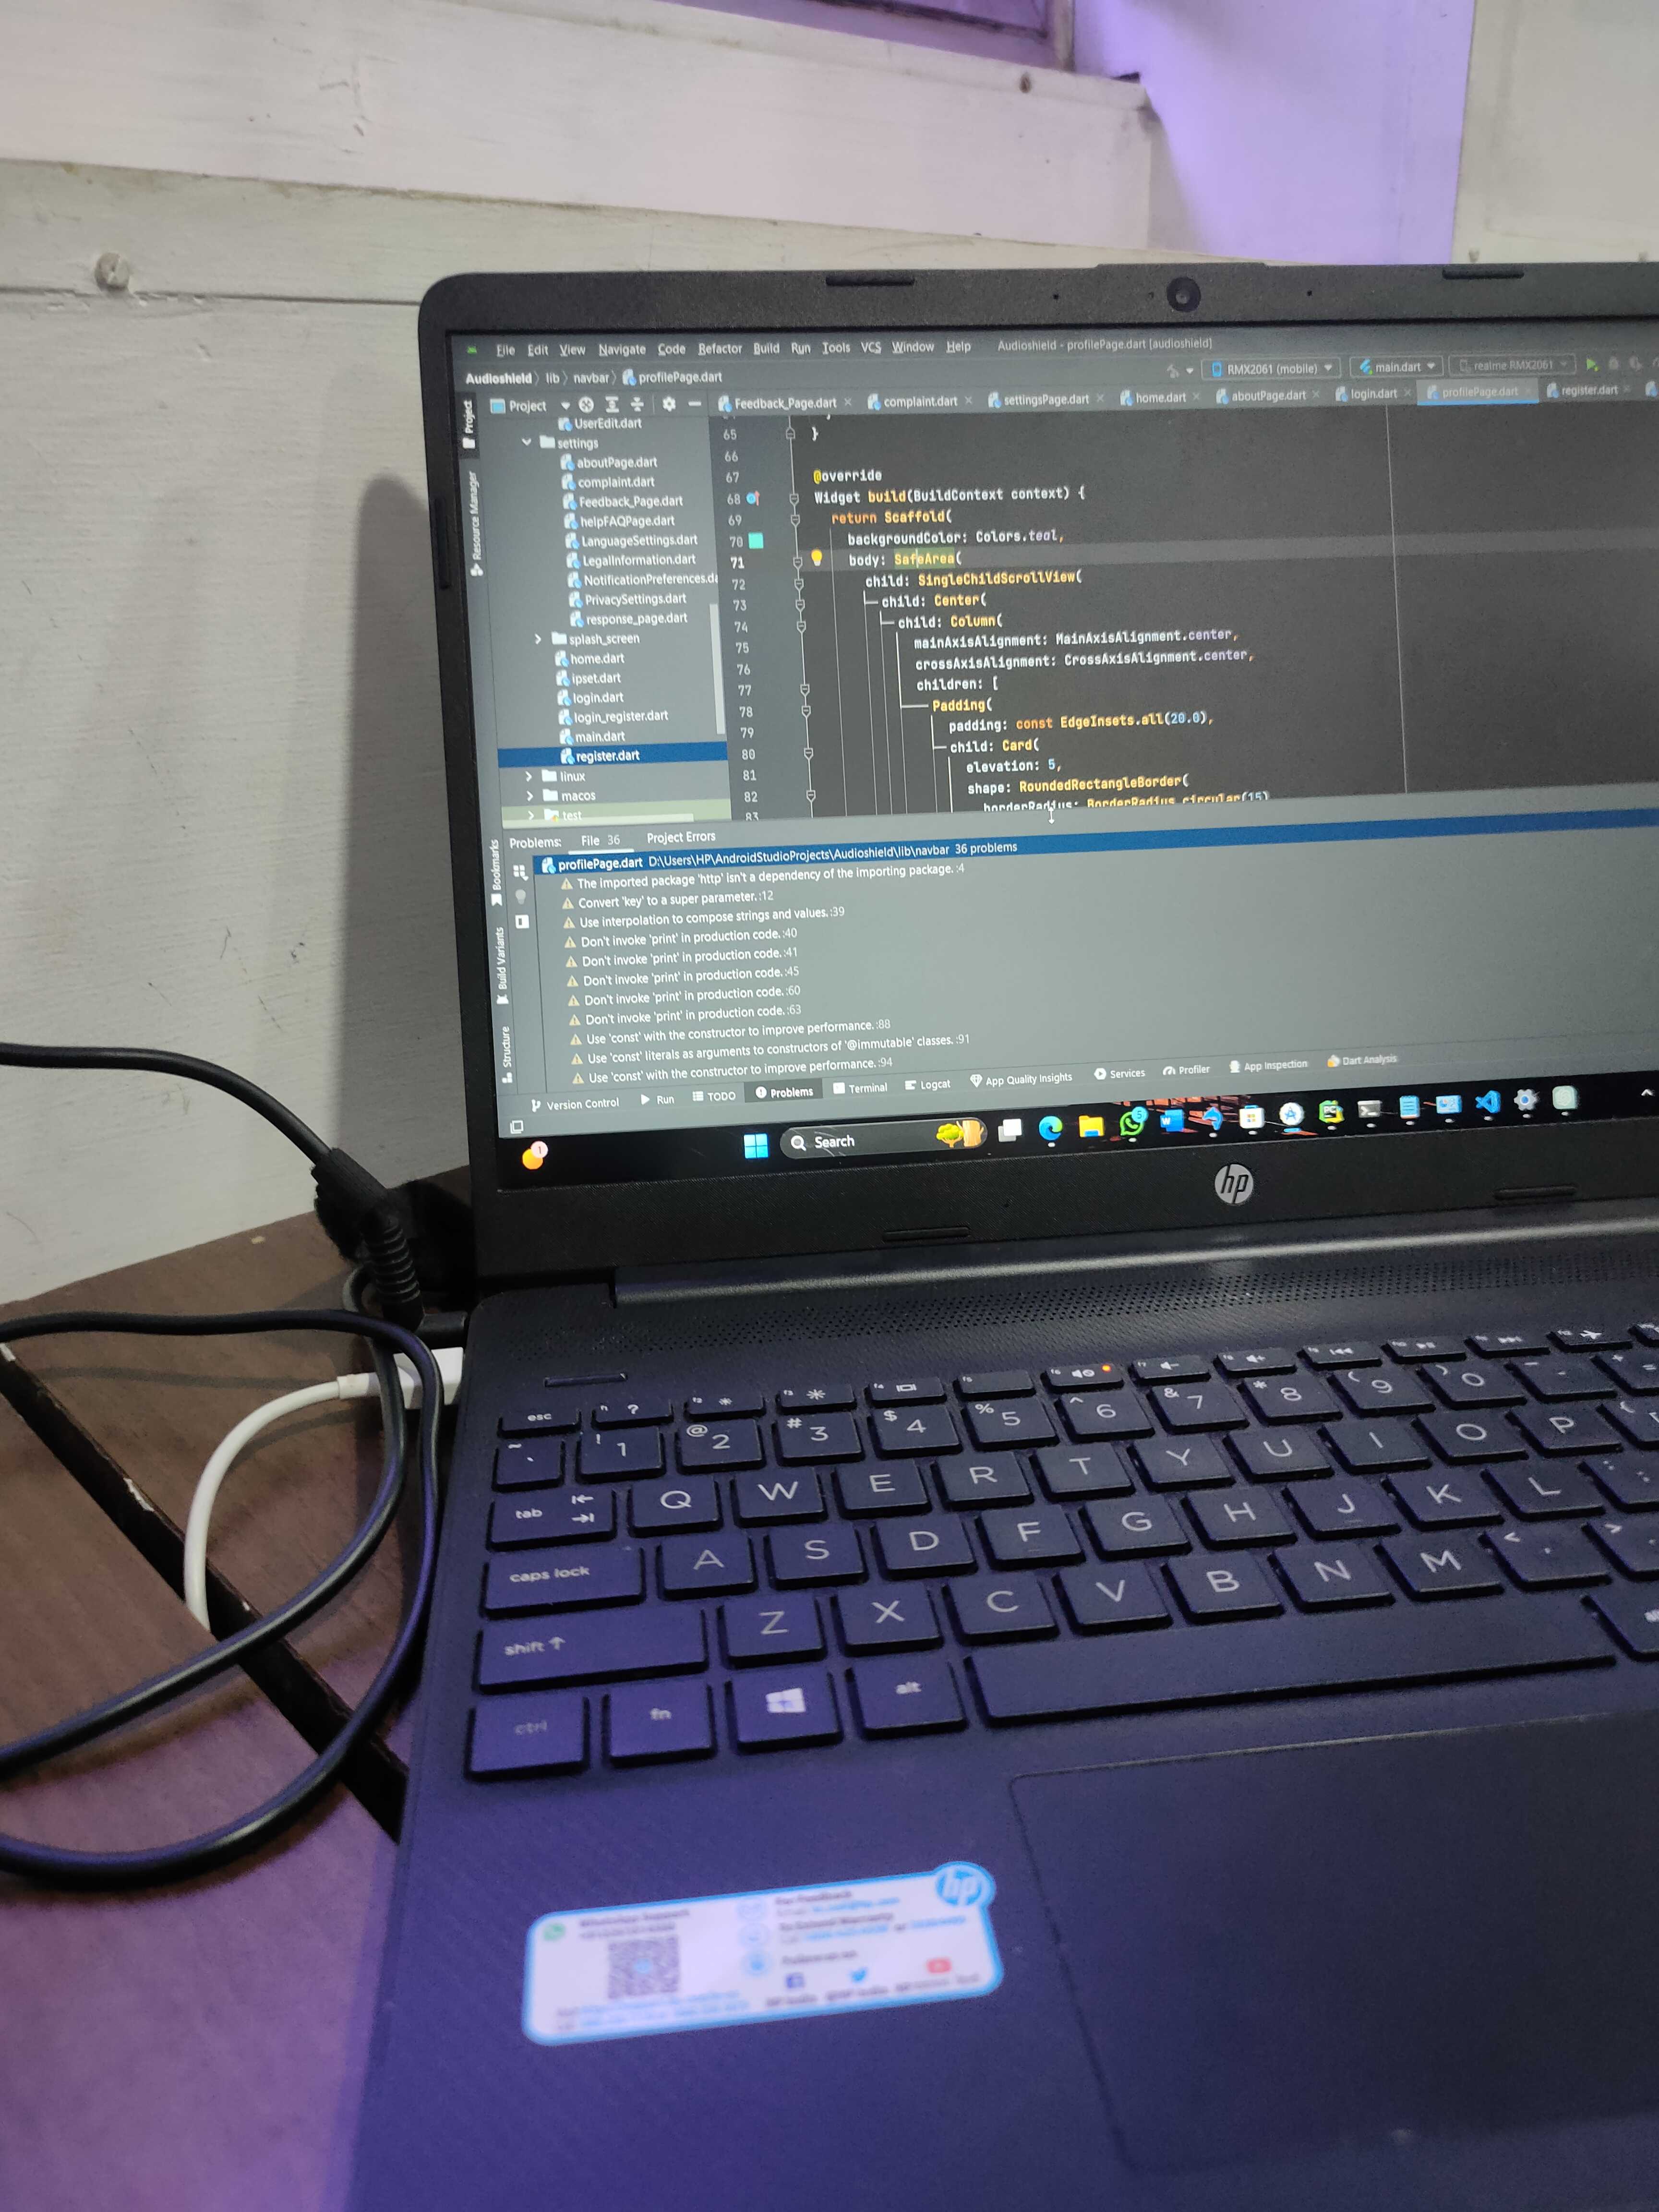 File Edit View Navigate Code Refactor Build Run Tools VCS Window Help Audioshield - profilePage.dart [audioshield]
Audioshield lib navbar profilePage.dart RMX2061 (mobile) main.dart realme RMX2061
Project Feedback_Page.dart complaint.dart settingsPage.dart home.dart aboutPage.dart login.dart profilePage.dart register.dart
Project
Resource Manager
Bookmarks
Build Variants
Structure
UserEdit.dart
settings
aboutPage.dart
complaint.dart
Feedback_Page.dart
helpFAQPage.dart
LanguageSettings.dart
LegalInformation.dart
NotificationPreferences.da
PrivacySettings.dart
response_page.dart
splash_screen
home.dart
ipset.dart
login.dart
login_register.dart
main.dart
register.dart
linux
macos
test
65 }
66
67 @override
68 Widget build(BuildContext context) {
69 return Scaffold(
70 backgroundColor: Colors.teal,
71 body: SafeArea(
72 child: SingleChildScrollView(
73 child: Center(
74 child: Column(
75 mainAxisAlignment: MainAxisAlignment.center,
76 crossAxisAlignment: CrossAxisAlignment.center,
77 children: [
78 Padding(
79 padding: const EdgeInsets.all(20.0),
80 child: Card(
81 elevation: 5,
82 shape: RoundedRectangleBorder(
83 borderRadius: BorderRadius.circular(15)
Problems: File 36 Project Errors
profilePage.dart D:\Users\HP\AndroidStudioProjects\Audioshield\lib\navbar 36 problems
The imported package 'http' isn't a dependency of the importing package. :4
Convert 'key' to a super parameter. :12
Use interpolation to compose strings and values. :39
Don't invoke 'print' in production code. :40
Don't invoke 'print' in production code. :41
Don't invoke 'print' in production code. :45
Don't invoke 'print' in production code. :60
Don't invoke 'print' in production code. :63
Use 'const' with the constructor to improve performance. :88
Use 'const' literals as arguments to constructors of '@immutable' classes. :91
Use 'const' with the constructor to improve performance. :94
Version Control Run TODO Problems Terminal Logcat App Quality Insights Services Profiler App Inspection Dart Analysis
1 Search 5
hp
esc ?
~ ` ! 1 @ 2 # 3 $ 4 % 5 ^ 6 & 7 * 8 ( 9 ) 0 -
tab Q W E R T Y U I O P
caps lock A S D F G H J K L
shift Z X C V B N M <
ctrl fn alt
hp
WhatsApp Support
For Feedback